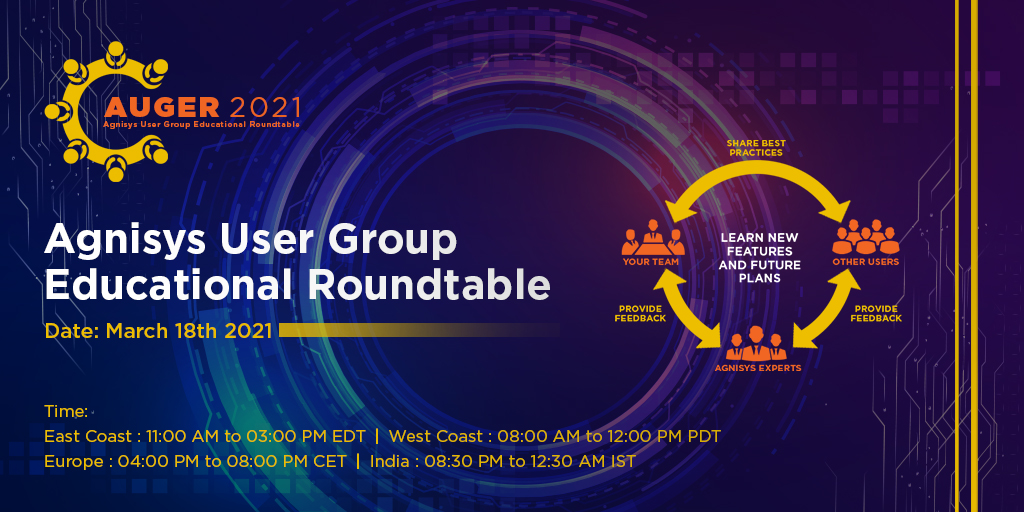 AUGER 2021
Agnisys User Group Educational Roundtable
Agnisys User Group
Educational Roundtable
Date: March 18th 2021
SHARE BEST
PRACTICES
YOUR TEAM
LEARN NEW
FEATURES
AND FUTURE
PLANS
OTHER USERS
PROVIDE
FEEDBACK
PROVIDE
FEEDBACK
AGNISYS EXPERTS
Time:
East Coast : 11:00 AM to 03:00 PM EDT | West Coast : 08:00 AM to 12:00 PM PDT
Europe : 04:00 PM to 08:00 PM CET | India : 08:30 PM to 12:30 AM IST